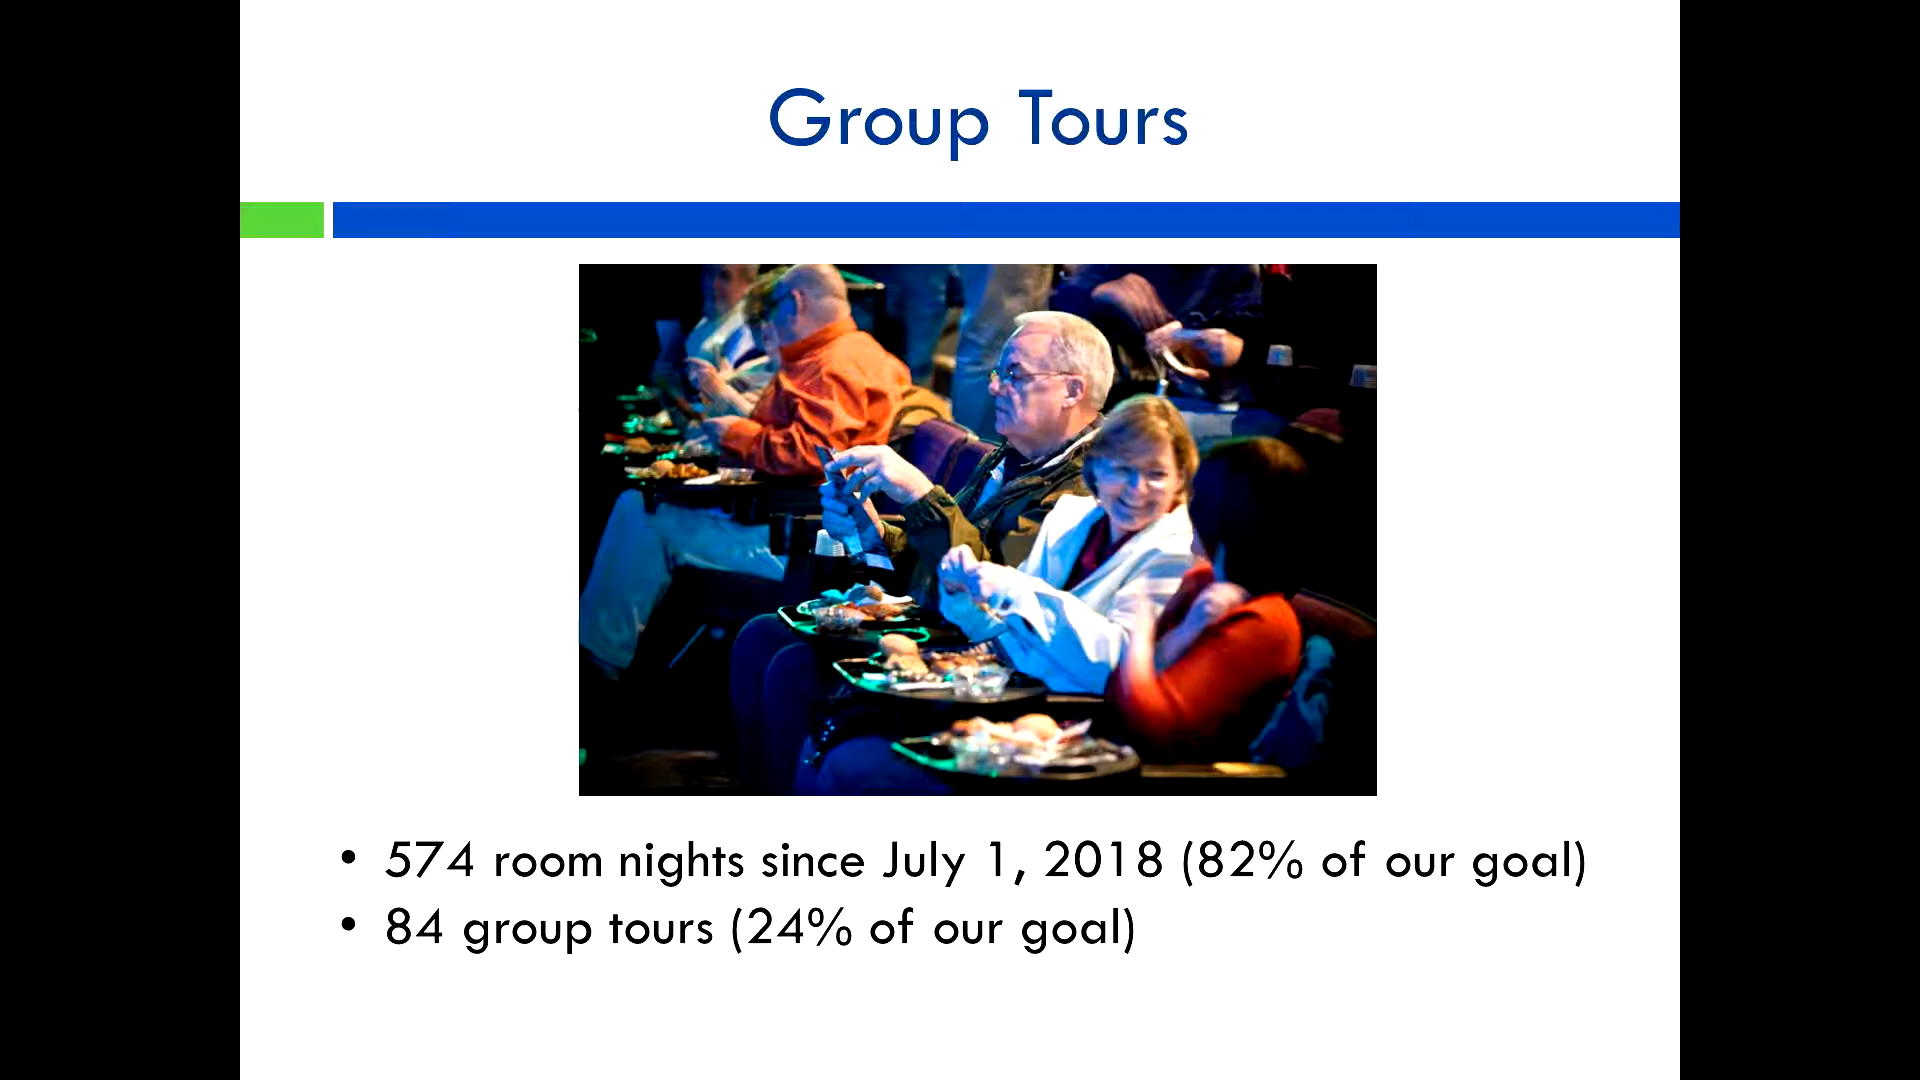 Group Tours
• 574 room nights since July 1, 2018 (82% of our goal)
• 84 group tours (24% of our goal)